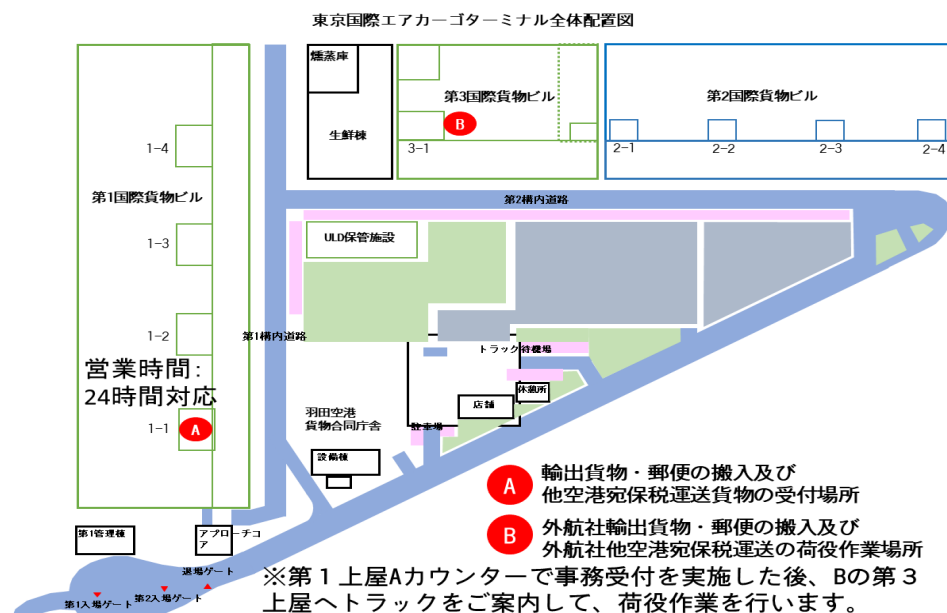 東京国際エアカーゴターミナル全体配置図
燻蒸庫
生鮮棟
第3国際貨物ビル
B
3-1
第2国際貨物ビル
2-1
2-2
2-3
2-4
1-4
第1国際貨物ビル
1-3
1-2
営業時間:
24時間対応
1-1
A
第2構内道路
ULD保管施設
第1構内道路
トラック待機場
休憩所
店舗
駐車場
羽田空港
貨物合同庁舎
設備棟
第1管理棟
アプローチコ
ア
退場ゲート
第1入場ゲート
第2入場ゲート
A 輸出貨物・郵便の搬入及び
他空港宛保税運送貨物の受付場所
B 外航社輸出貨物・郵便の搬入及び
外航社他空港宛保税運送の荷役作業場所
※第1上屋Aカウンターで事務受付を実施した後、Bの第3
上屋へトラックをご案内して、荷役作業を行います。